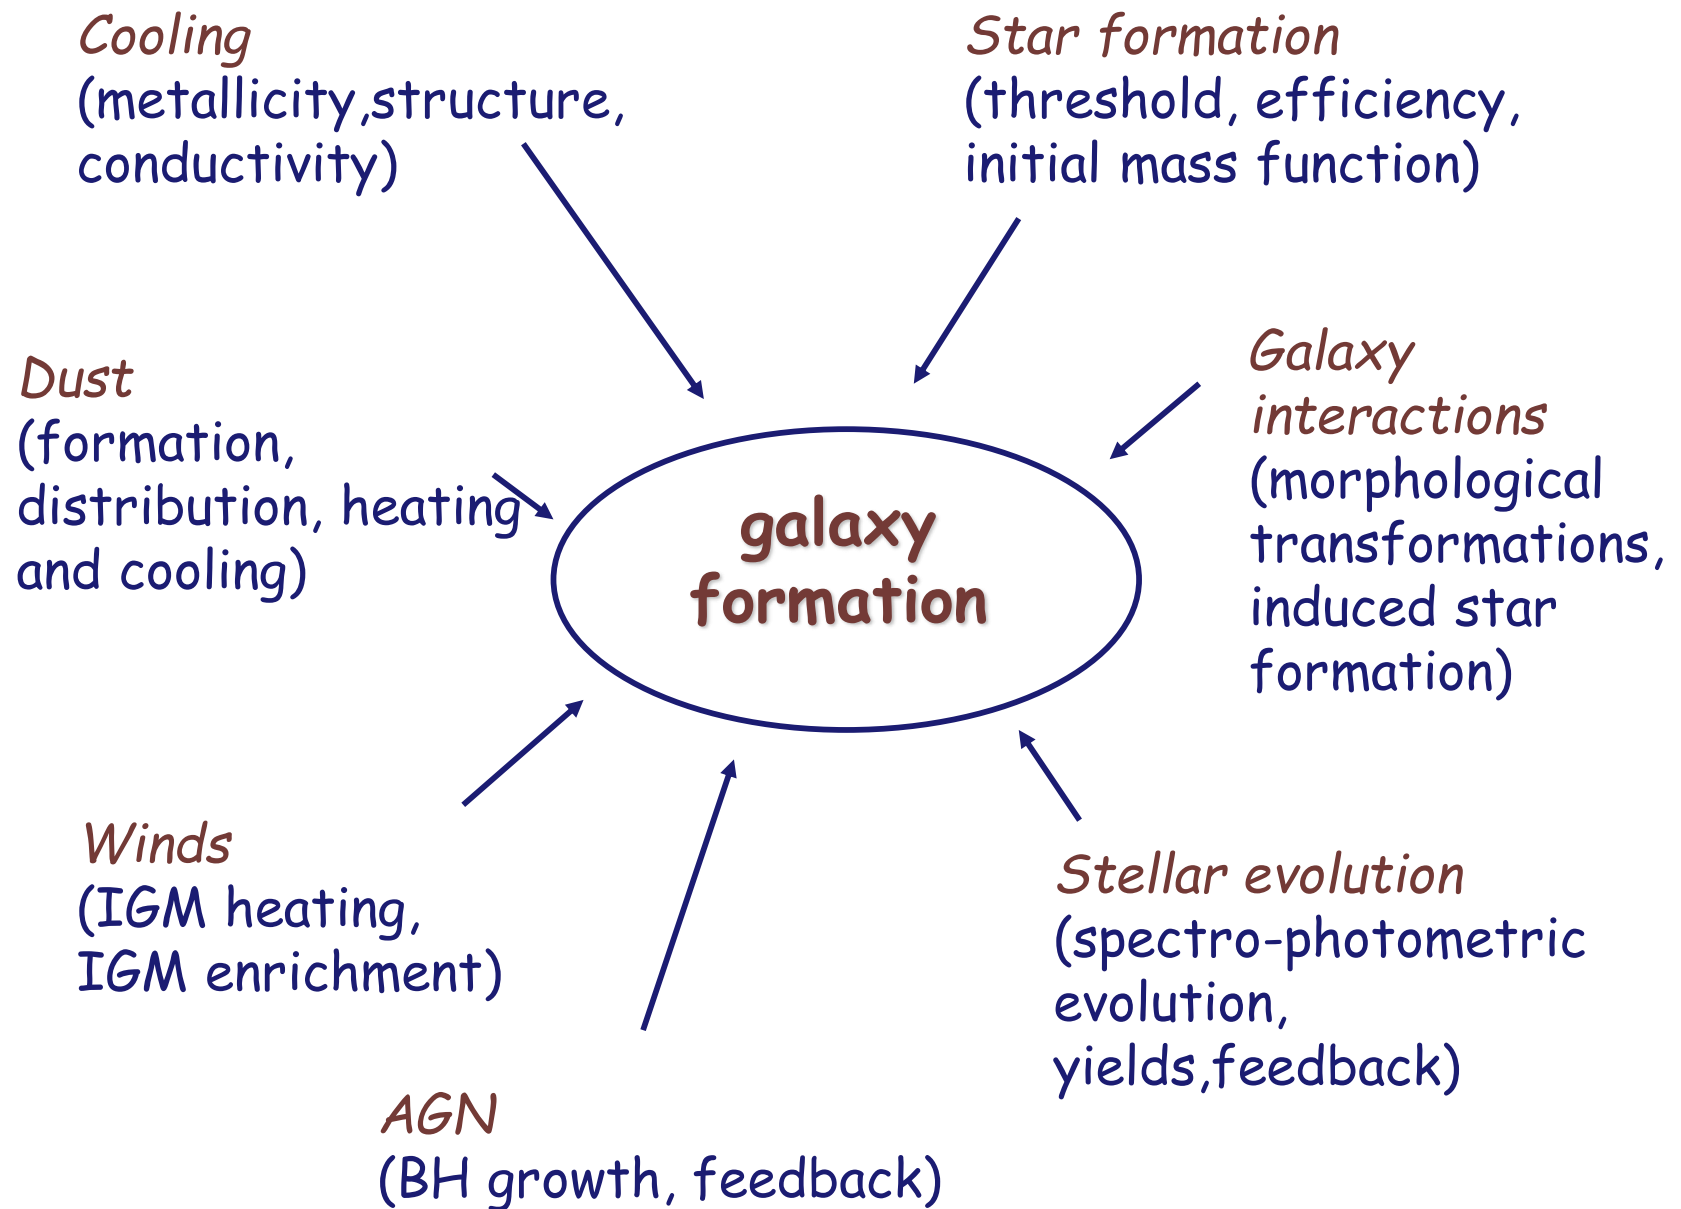 Cooling
(metallicity,structure,
conductivity)
Star formation
(threshold, efficiency,
initial mass function)
Dust
(formation,
distribution, heating
and cooling)
galaxy
formation
Galaxy
interactions
(morphological
transformations,
induced star
formation)
Winds
(IGM heating,
IGM enrichment)
AGN
(BH growth, feedback)
Stellar evolution
(spectro-photometric
evolution,
yields,feedback)